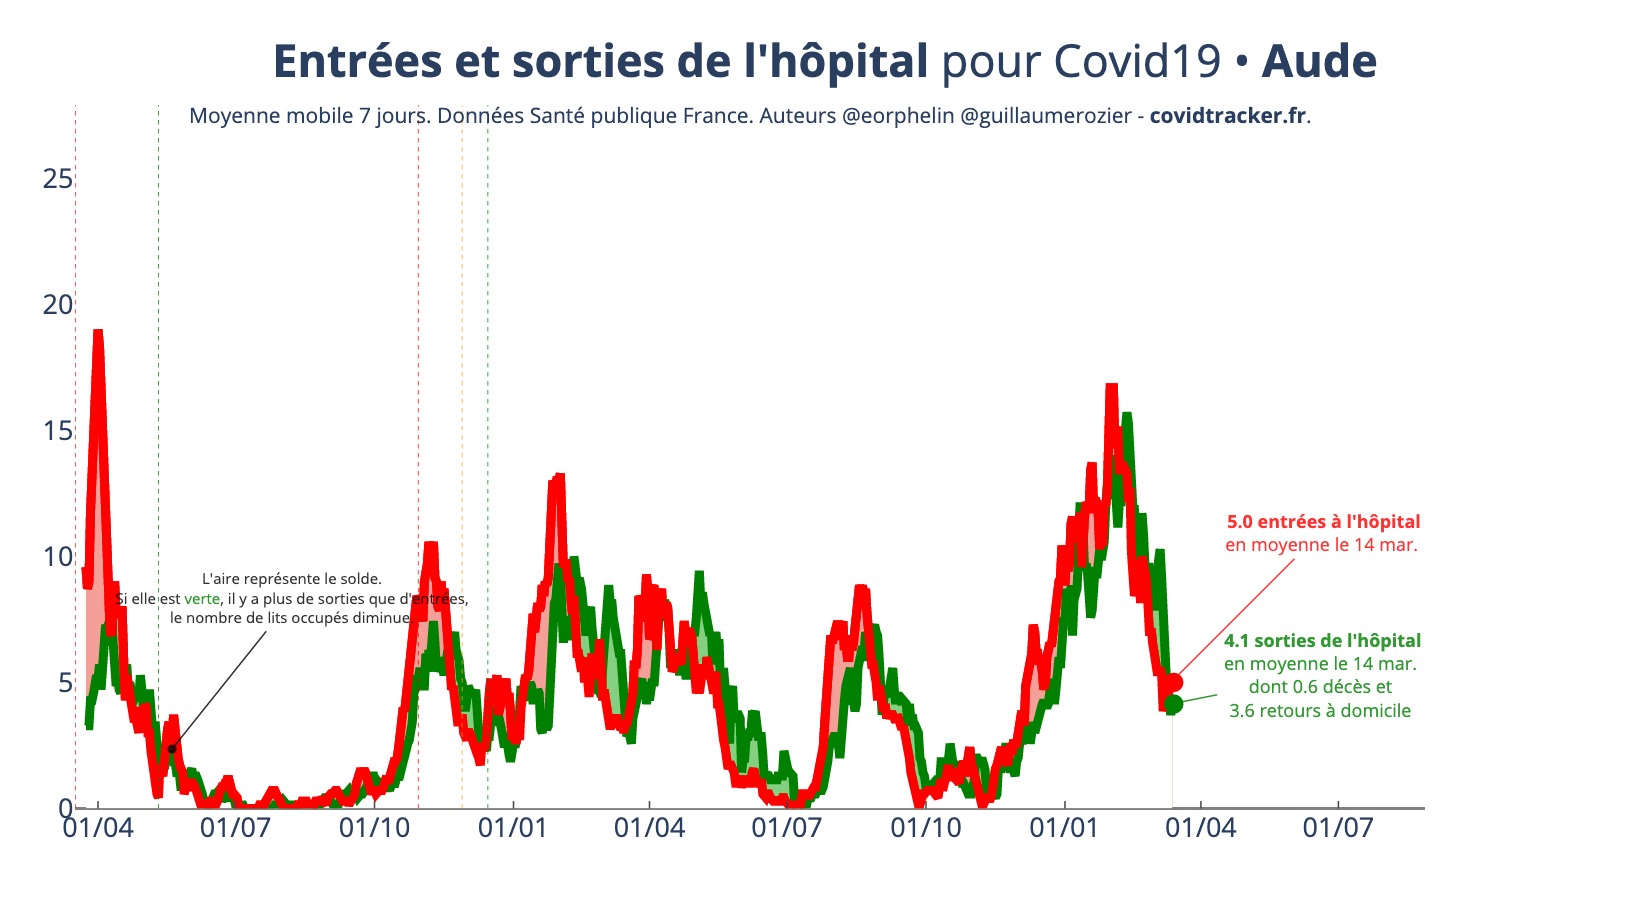 Entrées et sorties de l'hôpital pour Covid19 • Aude
Moyenne mobile 7 jours. Données Santé publique France. Auteurs @eorphelin @guillaumerozier - covidtracker.fr.
25
20
15
10
5
0
L'aire représente le solde.
Si elle est verte, il y a plus de sorties que d'entrées,
le nombre de lits occupés diminue.
5.0 entrées à l'hôpital
en moyenne le 14 mar.
4.1 sorties de l'hôpital
en moyenne le 14 mar.
dont 0.6 décès et
3.6 retours à domicile
01/04 01/07 01/10 01/01 01/04 01/07 01/10 01/01 01/04 01/07